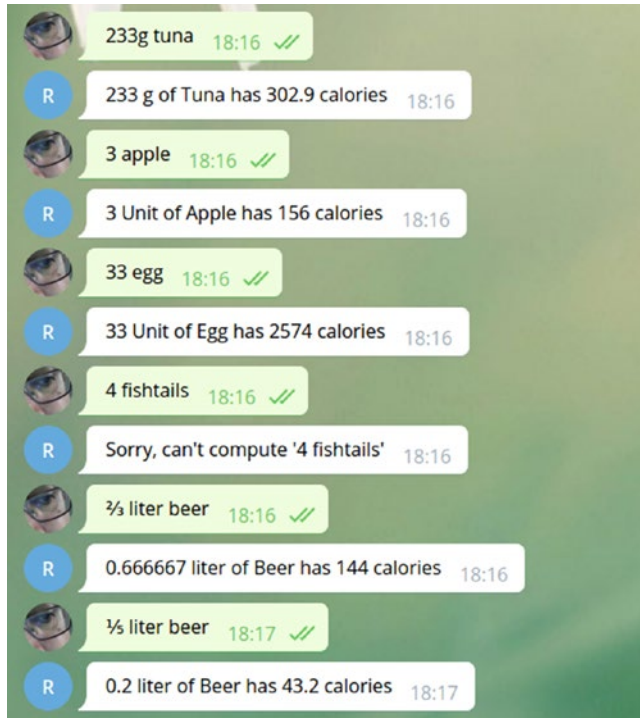 233g tuna 18:16
R
233 g of Tuna has 302.9 calories 18:16
3 apple 18:16
R
3 Unit of Apple has 156 calories 18:16
33 egg 18:16
R
33 Unit of Egg has 2574 calories 18:16
4 fishtails 18:16
R
Sorry, can't compute '4 fishtails' 18:16
⅔ liter beer 18:16
R
0.666667 liter of Beer has 144 calories 18:16
⅕ liter beer 18:17
R
0.2 liter of Beer has 43.2 calories 18:17